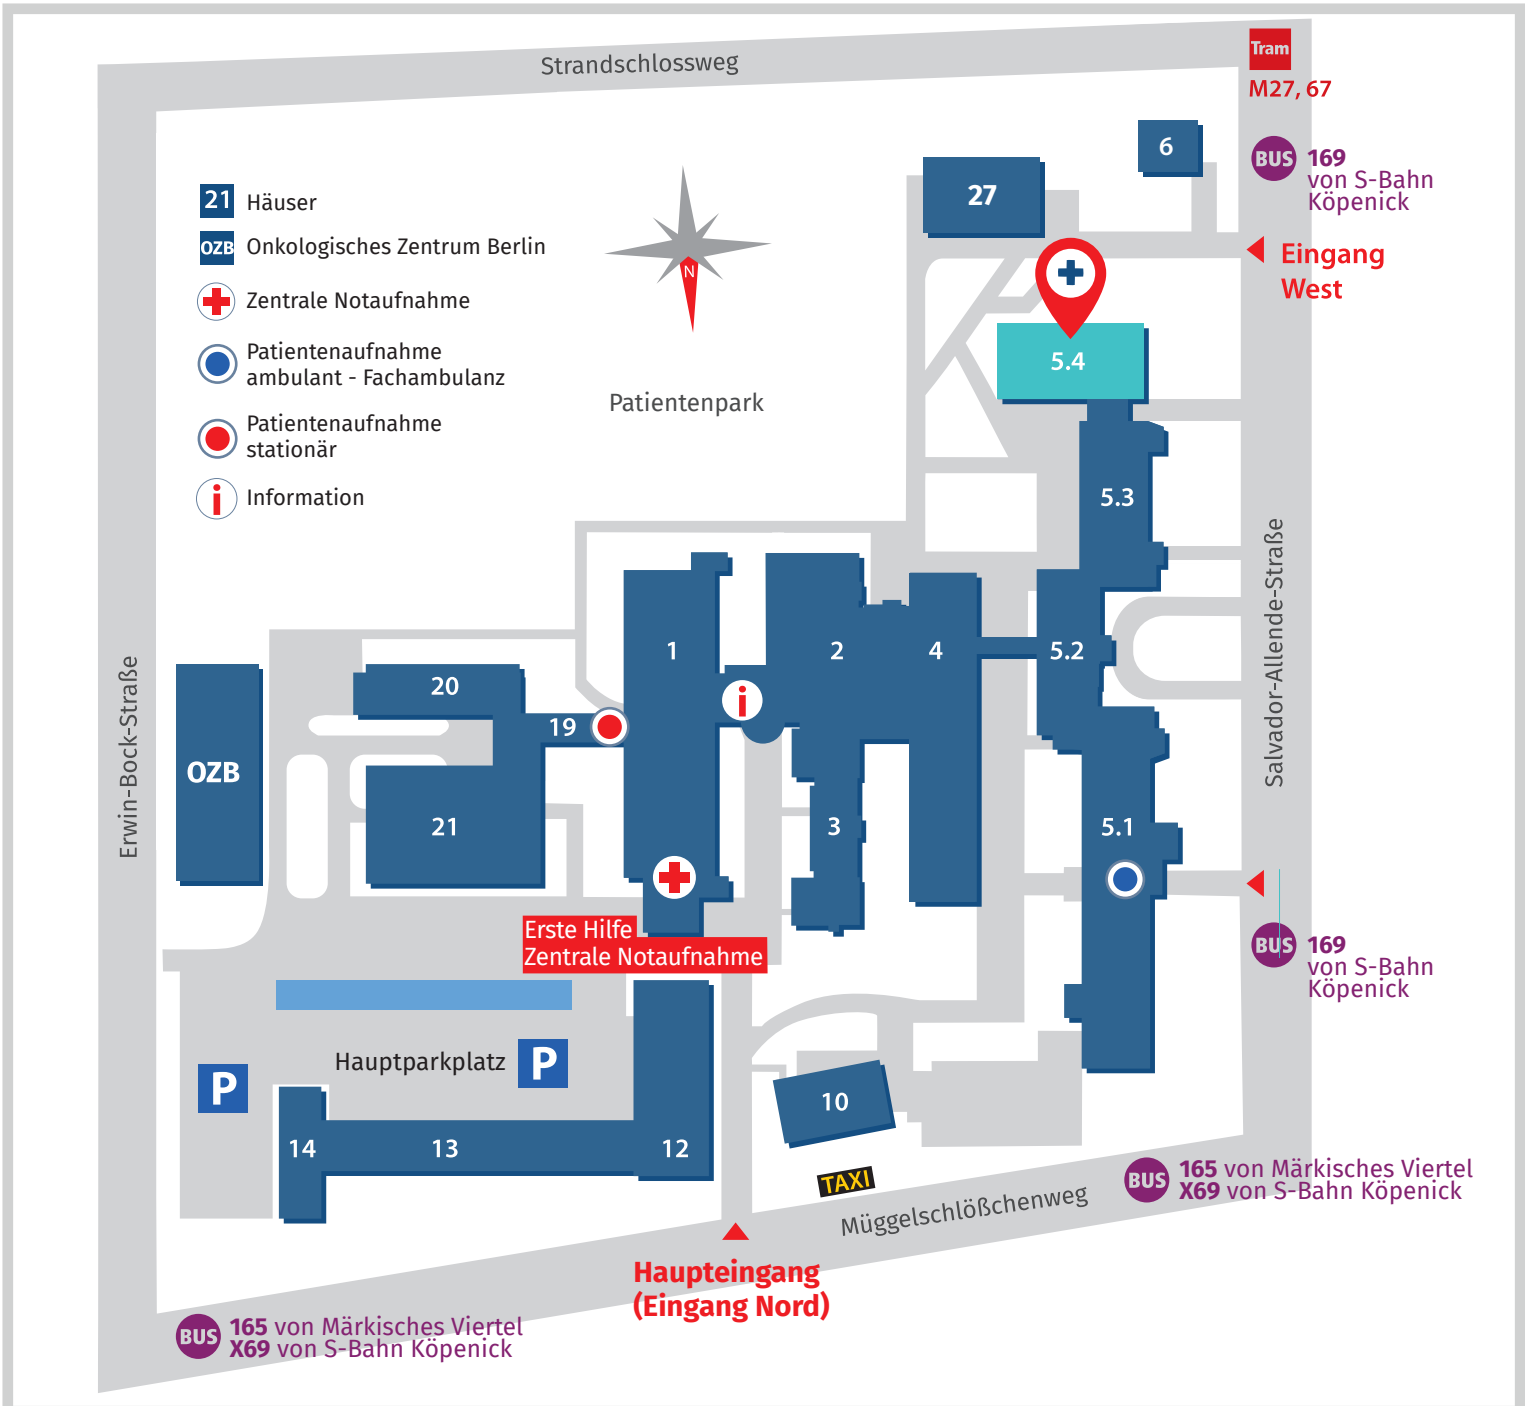 Strandschlossweg
Tram
M27, 67
BUS 169
von S-Bahn
Köpenick
6
27
Eingang
West
21 Häuser
OZB Onkologisches Zentrum Berlin
Zentrale Notaufnahme
Patientenaufnahme
ambulant - Fachambulanz
Patientenaufnahme
stationär
i Information
N
Patientenpark
5.4
5.3
1
2
4
5.2
i
20
19
OZB
21
3
5.1
Erwin-Bock-Straße
Salvador-Allende-Straße
Erste Hilfe
Zentrale Notaufnahme
BUS 169
von S-Bahn
Köpenick
Hauptparkplatz P
P
14
13
12
10
TAXI
Müggelschlößchenweg
BUS 165 von Märkisches Viertel
X69 von S-Bahn Köpenick
Haupteingang
(Eingang Nord)
BUS 165 von Märkisches Viertel
X69 von S-Bahn Köpenick